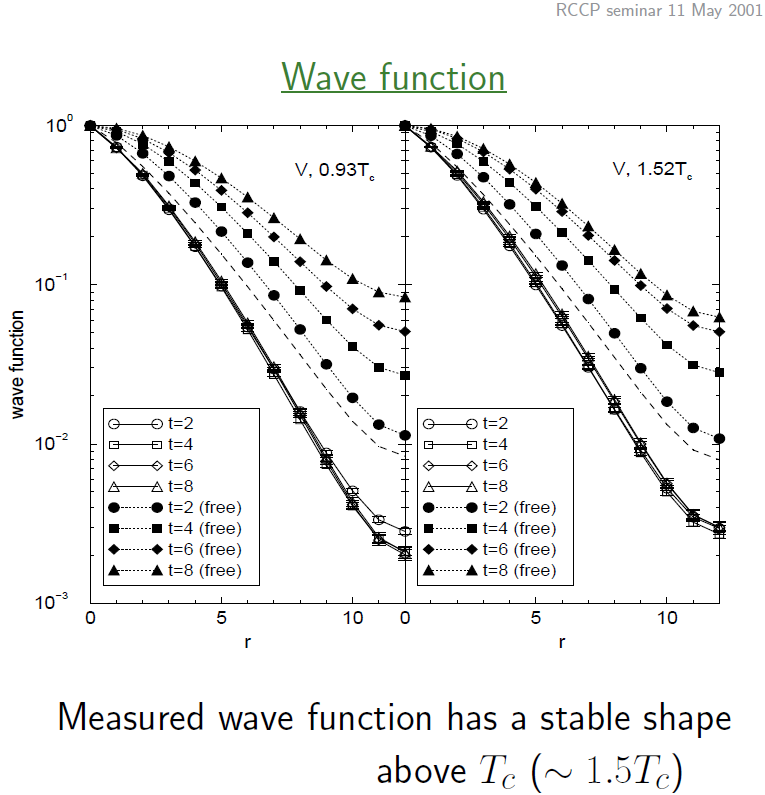 RCCP seminar 11 May 2001
Wave function
V, 0.93T_c
V, 1.52T_c
wave function
10^0
10^−1
10^−2
10^−3
t=2
t=4
t=6
t=8
t=2 (free)
t=4 (free)
t=6 (free)
t=8 (free)
t=2
t=4
t=6
t=8
t=2 (free)
t=4 (free)
t=6 (free)
t=8 (free)
0 5 10 0 5 10
r r
Measured wave function has a stable shape
above T_c (∼ 1.5T_c)